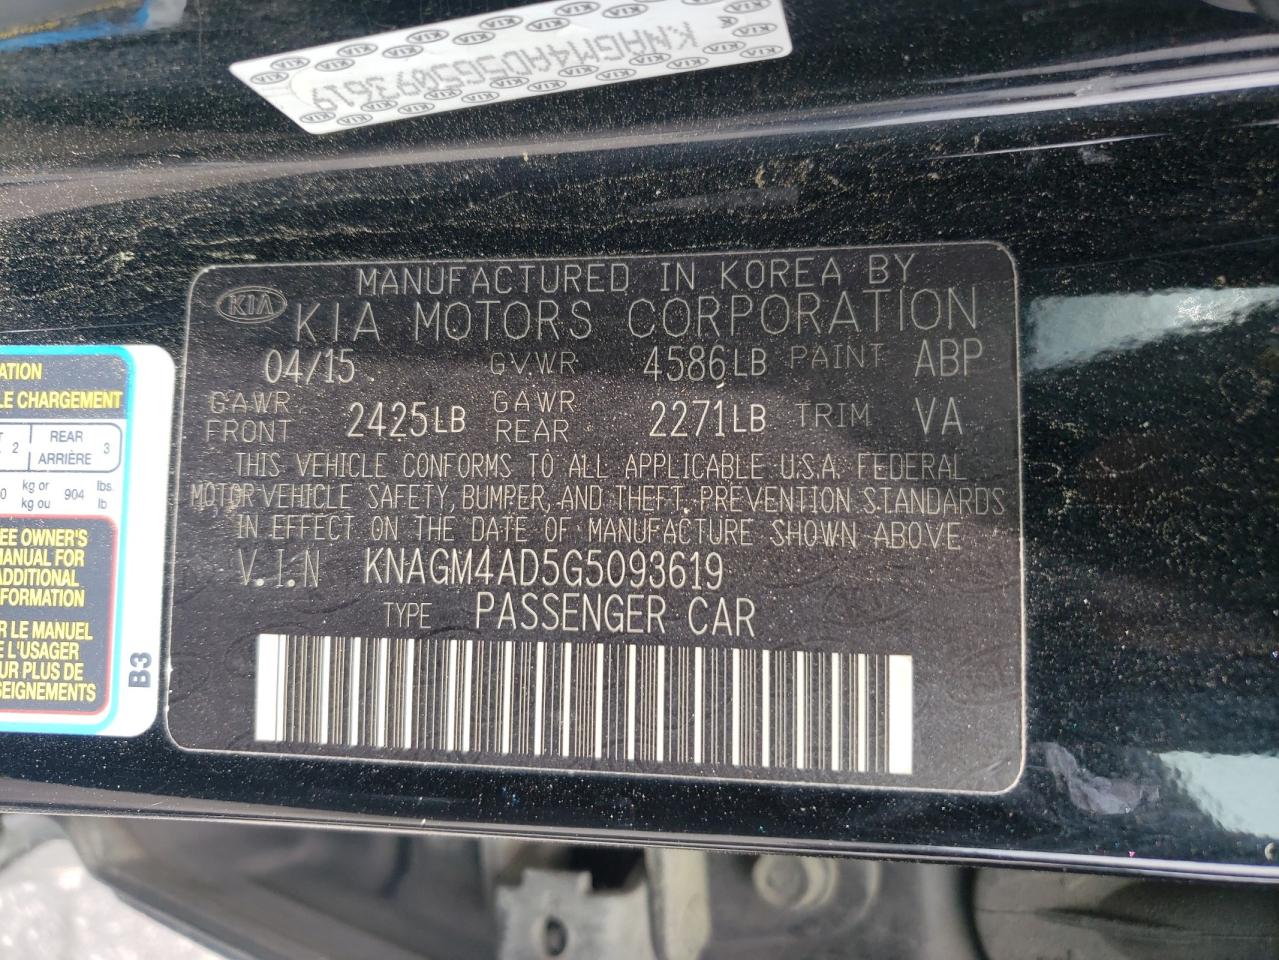 KNAGM4AD5G5093619
MANUFACTURED IN KOREA BY
KIA
KIA MOTORS CORPORATION
04/15 GVWR 4586LB PAINT ABP
GAWR FRONT 2425LB GAWR REAR 2271LB TRIM VA
THIS VEHICLE CONFORMS TO ALL APPLICABLE U.S.A. FEDERAL
MOTOR VEHICLE SAFETY, BUMPER, AND THEFT PREVENTION STANDARDS
IN EFFECT ON THE DATE OF MANUFACTURE SHOWN ABOVE
V.I.N KNAGM4AD5G5093619
TYPE PASSENGER CAR
ATION
LE CHARGEMENT
2 REAR 3
ARRIÈRE
0 kg or 904 lbs.
kg ou lb
EE OWNER'S
MANUAL FOR
ADDITIONAL
FORMATION
R LE MANUEL
E L'USAGER
UR PLUS DE
SEIGNEMENTS
B3